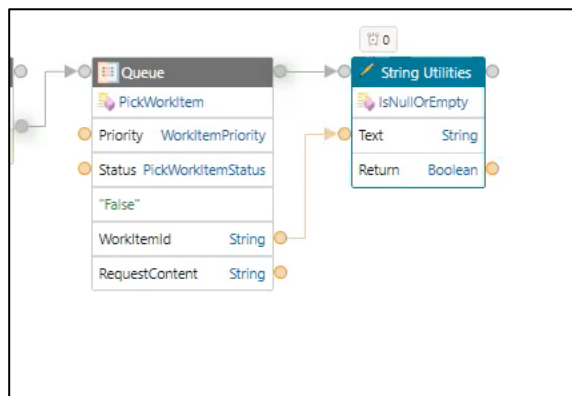 0
Queue
String Utilities
PickWorkItem
IsNullOrEmpty
Priority WorkItemPriority
Text String
Status PickWorkItemStatus
Return Boolean
"False"
WorkItemId String
RequestContent String